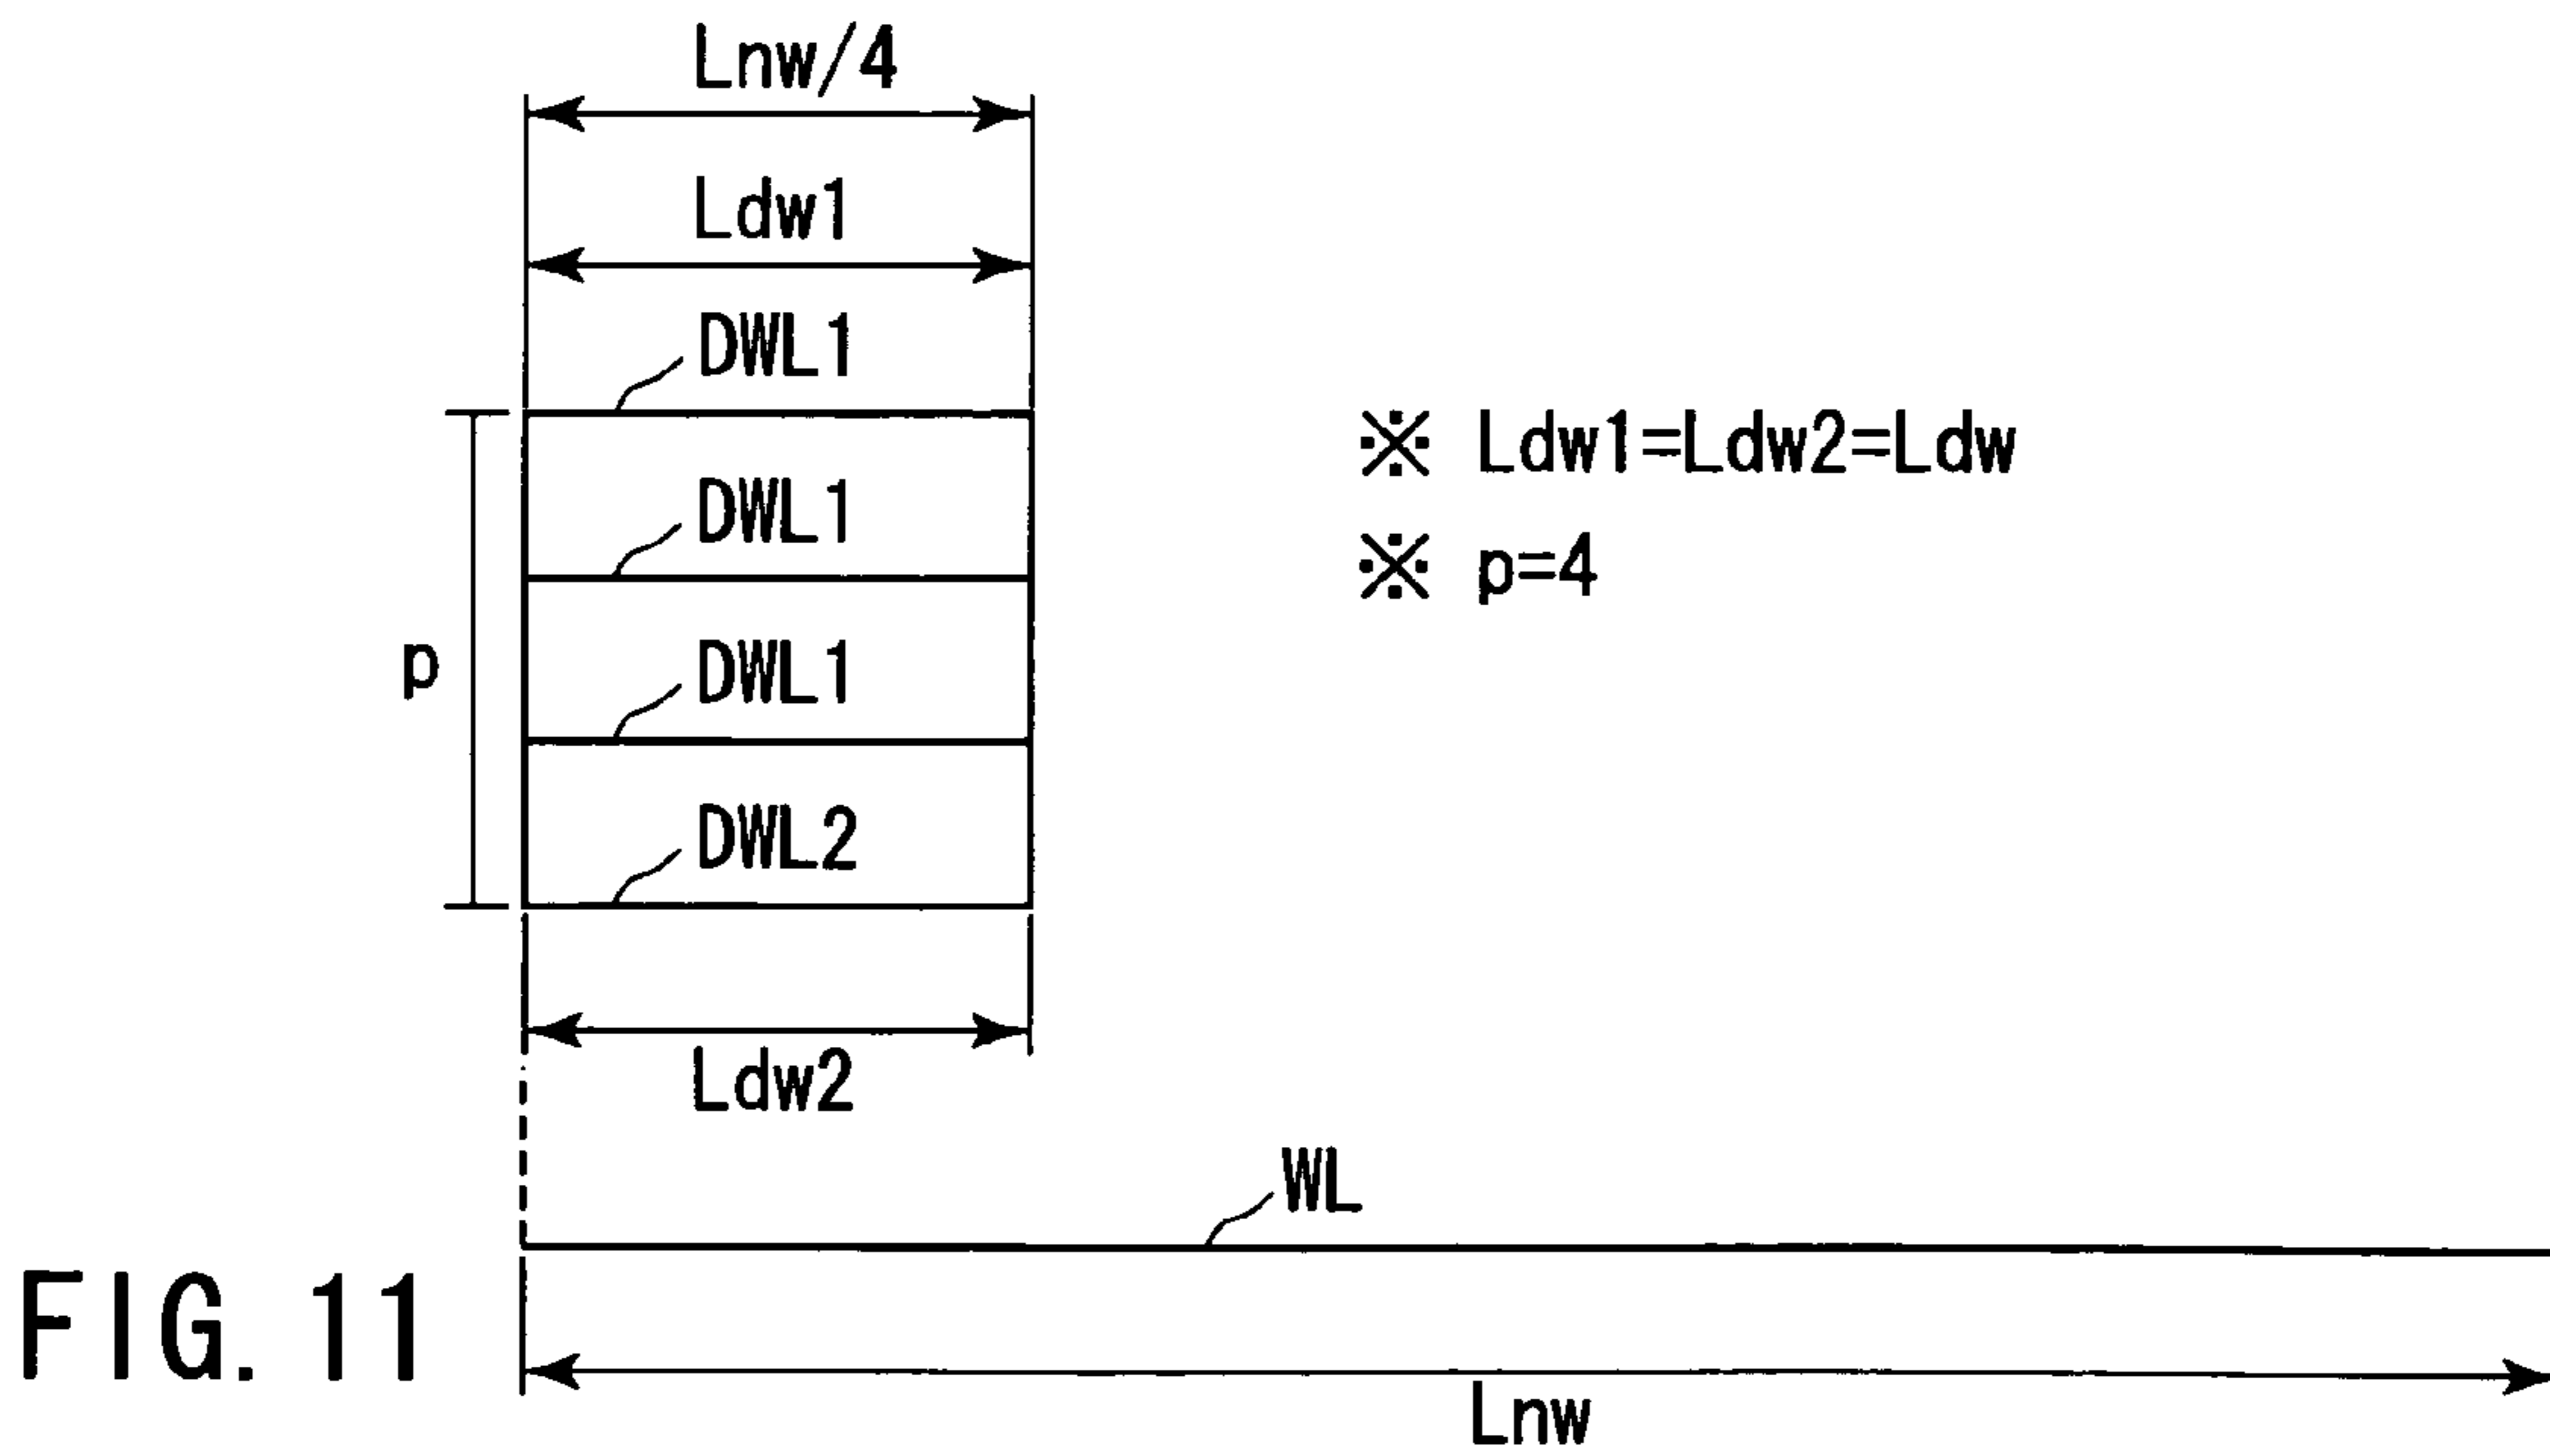 Lnw/4
Ldw1
DWL1
※ Ldw1=Ldw2=Ldw
DWL1
※ p=4
p
DWL1
DWL2
Ldw2
WL
FIG. 11
Lnw